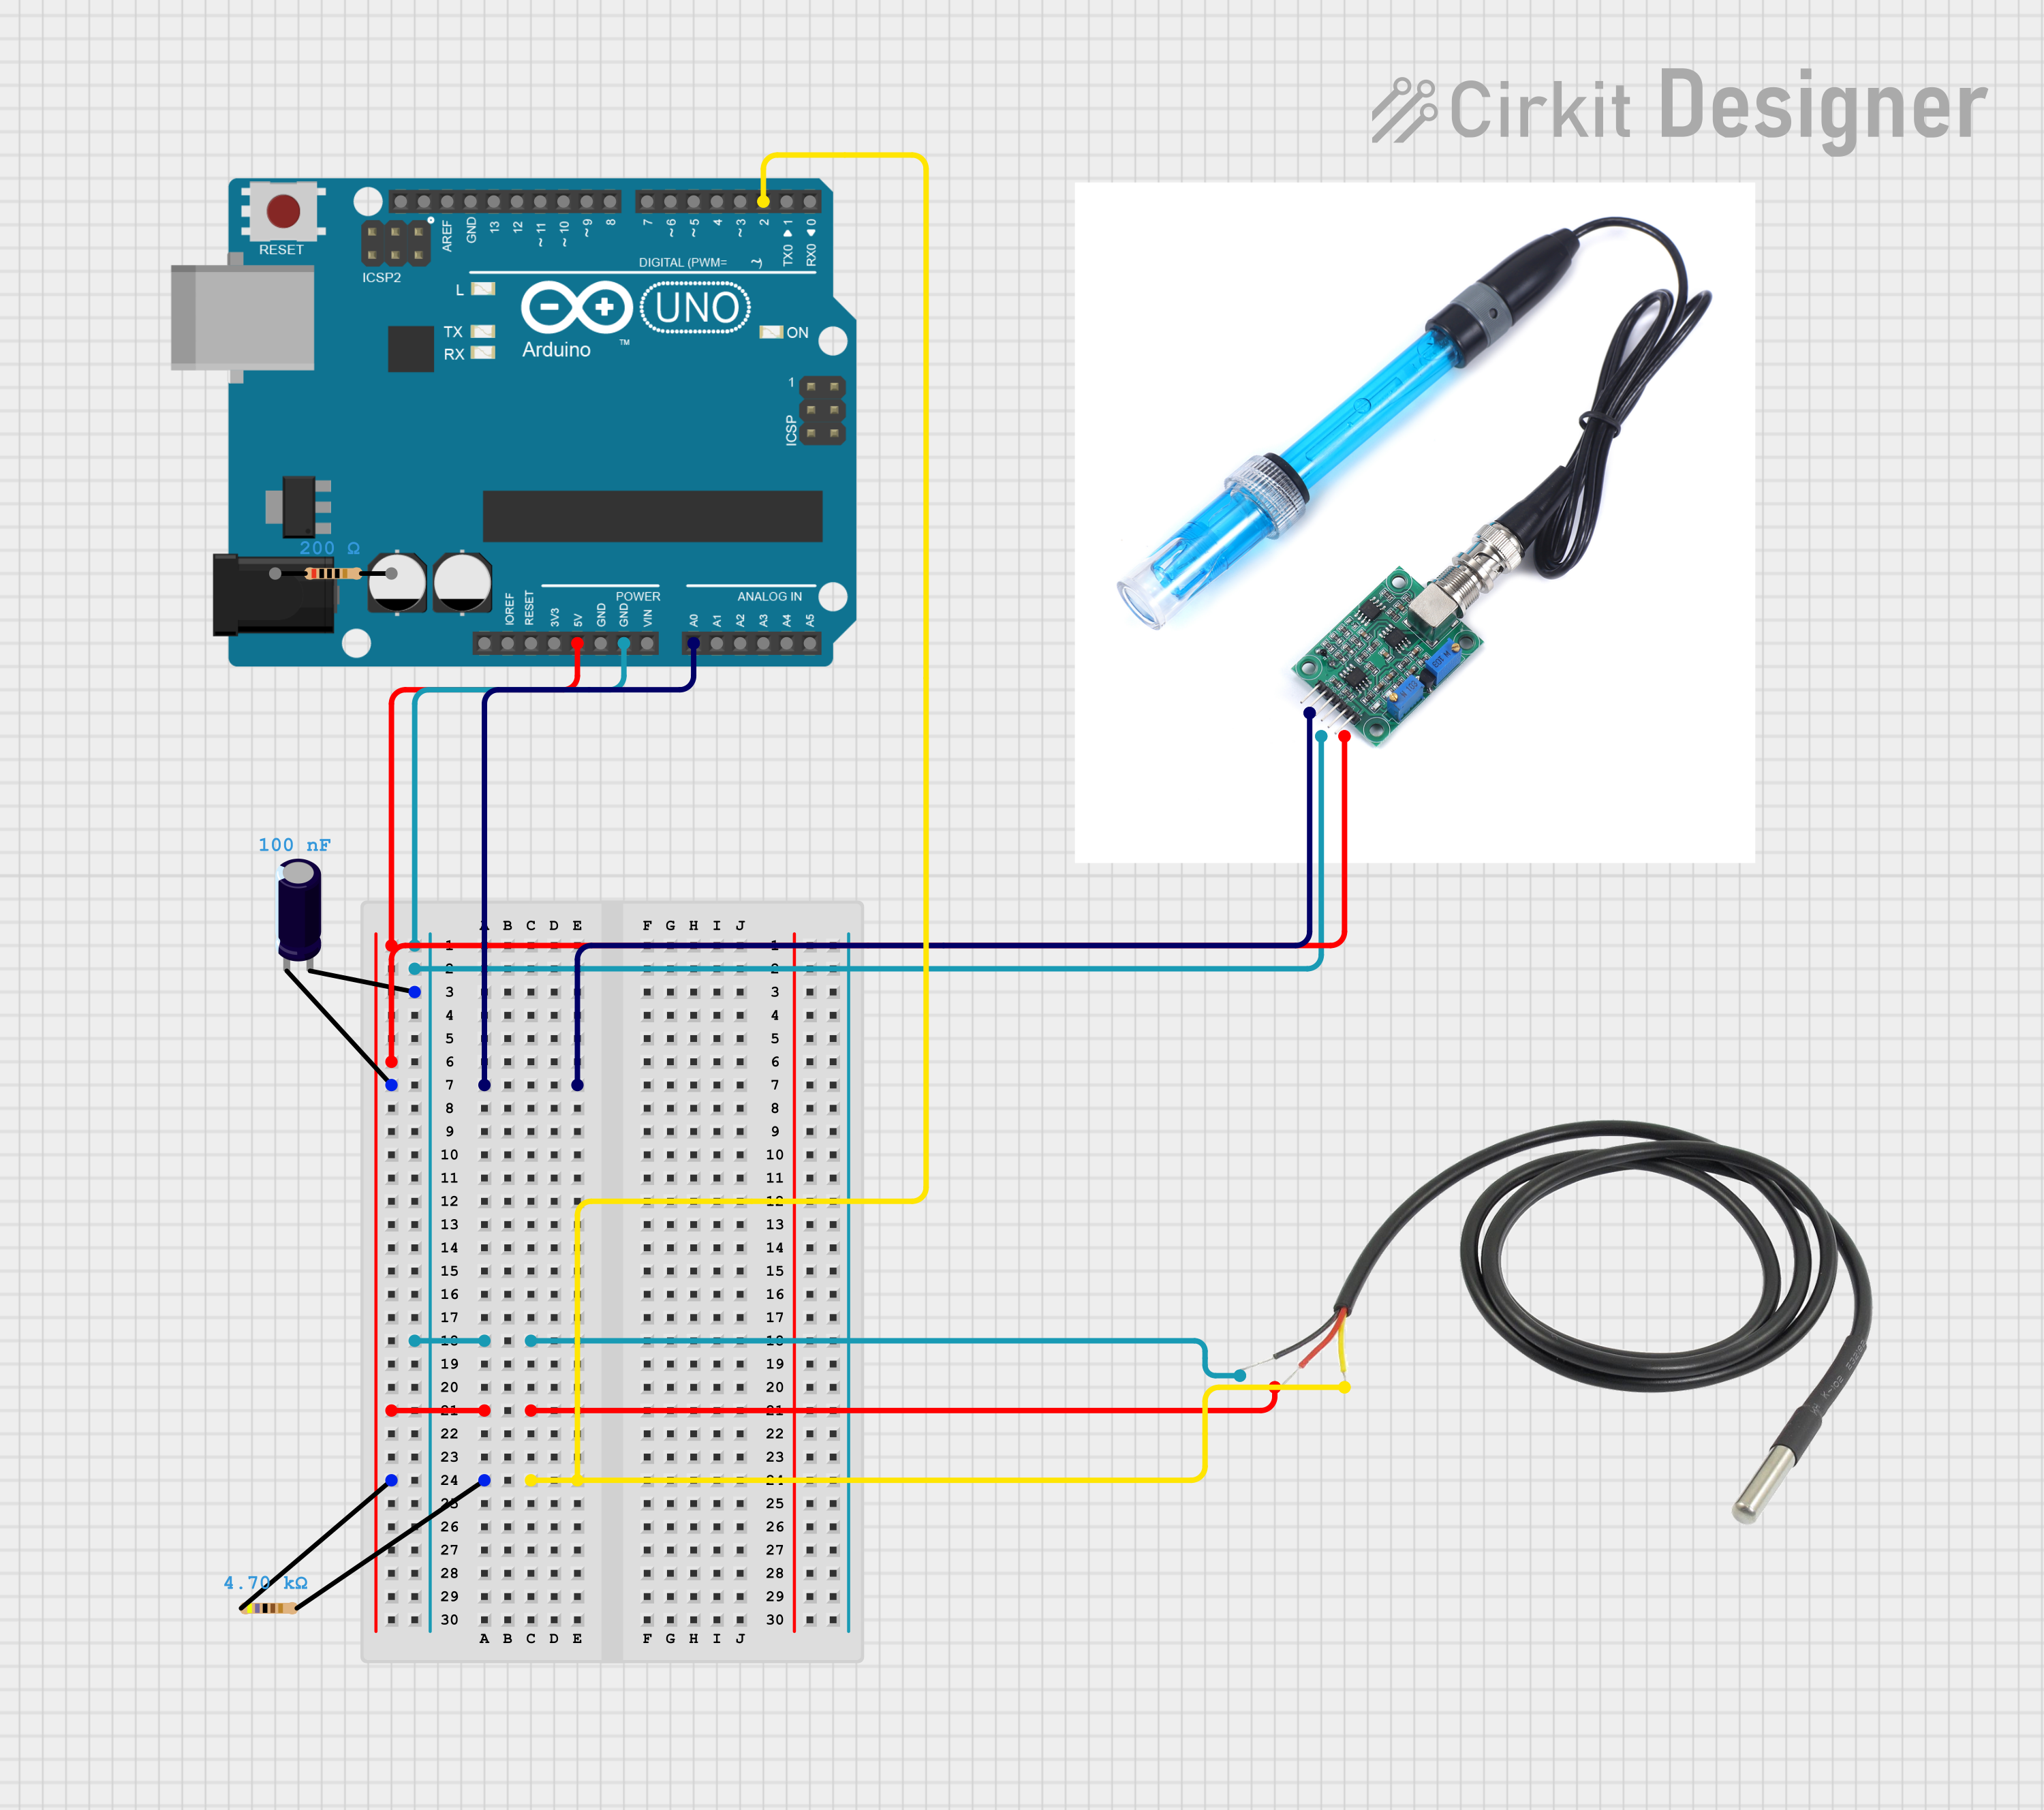 Cirkit Designer
RESET
ICSP2
AREF
GND
13
12
~11
~10
~9
8
7
~6
~5
4
~3
2
TX0 ▶ 1
RX0 ◀ 0
DIGITAL (PWM= ~)
L
TX
RX
UNO
Arduino
™
ON
1
ICSP
200 Ω
POWER
ANALOG IN
IOREF
RESET
3V3
5V
GND
GND
VIN
A0
A1
A2
A3
A4
A5
100 nF
A B C D E F G H I J
1 1
2 2
3 3
4 4
5 5
6 6
7 7
8 8
9 9
10 10
11 11
12 12
13 13
14 14
15 15
16 16
17 17
18 18
19 19
20 20
21 21
22 22
23 23
24 24
25 25
26 26
27 27
28 28
29 29
30 30
A B C D E F G H I J
4.70 kΩ